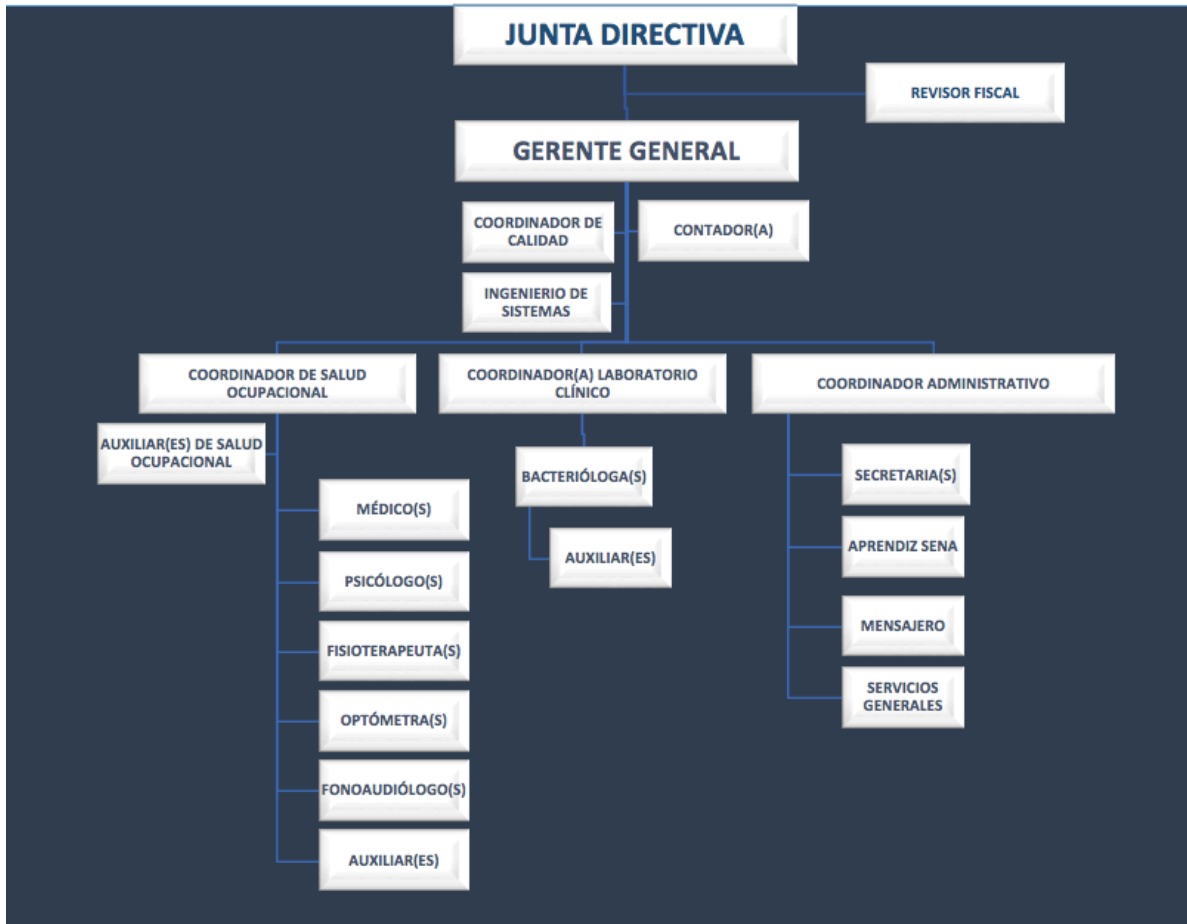 JUNTA DIRECTIVA
REVISOR FISCAL
GERENTE GENERAL
COORDINADOR DE
CALIDAD
CONTADOR(A)
INGENIERIO DE
SISTEMAS
COORDINADOR DE SALUD
OCUPACIONAL
COORDINADOR(A) LABORATORIO
CLÍNICO
COORDINADOR ADMINISTRATIVO
AUXILIAR(ES) DE SALUD
OCUPACIONAL
MÉDICO(S)
PSICÓLOGO(S)
FISIOTERAPEUTA(S)
OPTÓMETRA(S)
FONOAUDIÓLOGO(S)
AUXILIAR(ES)
BACTERIÓLOGA(S)
AUXILIAR(ES)
SECRETARIA(S)
APRENDIZ SENA
MENSAJERO
SERVICIOS
GENERALES